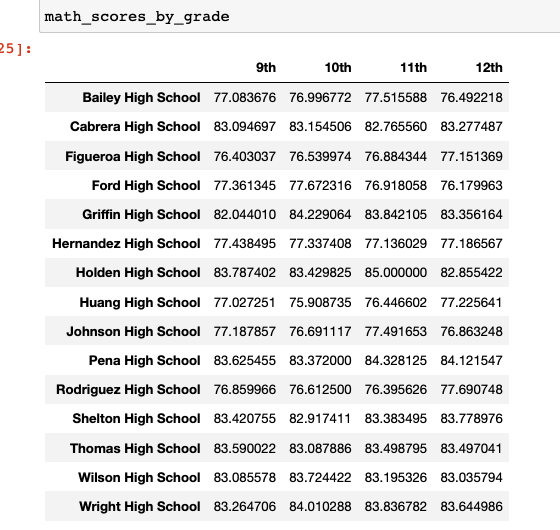 math_scores_by_grade
25]:
9th 10th 11th 12th
Bailey High School 77.083676 76.996772 77.515588 76.492218
Cabrera High School 83.094697 83.154506 82.765560 83.277487
Figueroa High School 76.403037 76.539974 76.884344 77.151369
Ford High School 77.361345 77.672316 76.918058 76.179963
Griffin High School 82.044010 84.229064 83.842105 83.356164
Hernandez High School 77.438495 77.337408 77.136029 77.186567
Holden High School 83.787402 83.429825 85.000000 82.855422
Huang High School 77.027251 75.908735 76.446602 77.225641
Johnson High School 77.187857 76.691117 77.491653 76.863248
Pena High School 83.625455 83.372000 84.328125 84.121547
Rodriguez High School 76.859966 76.612500 76.395626 77.690748
Shelton High School 83.420755 82.917411 83.383495 83.778976
Thomas High School 83.590022 83.087886 83.498795 83.497041
Wilson High School 83.085578 83.724422 83.195326 83.035794
Wright High School 83.264706 84.010288 83.836782 83.644986